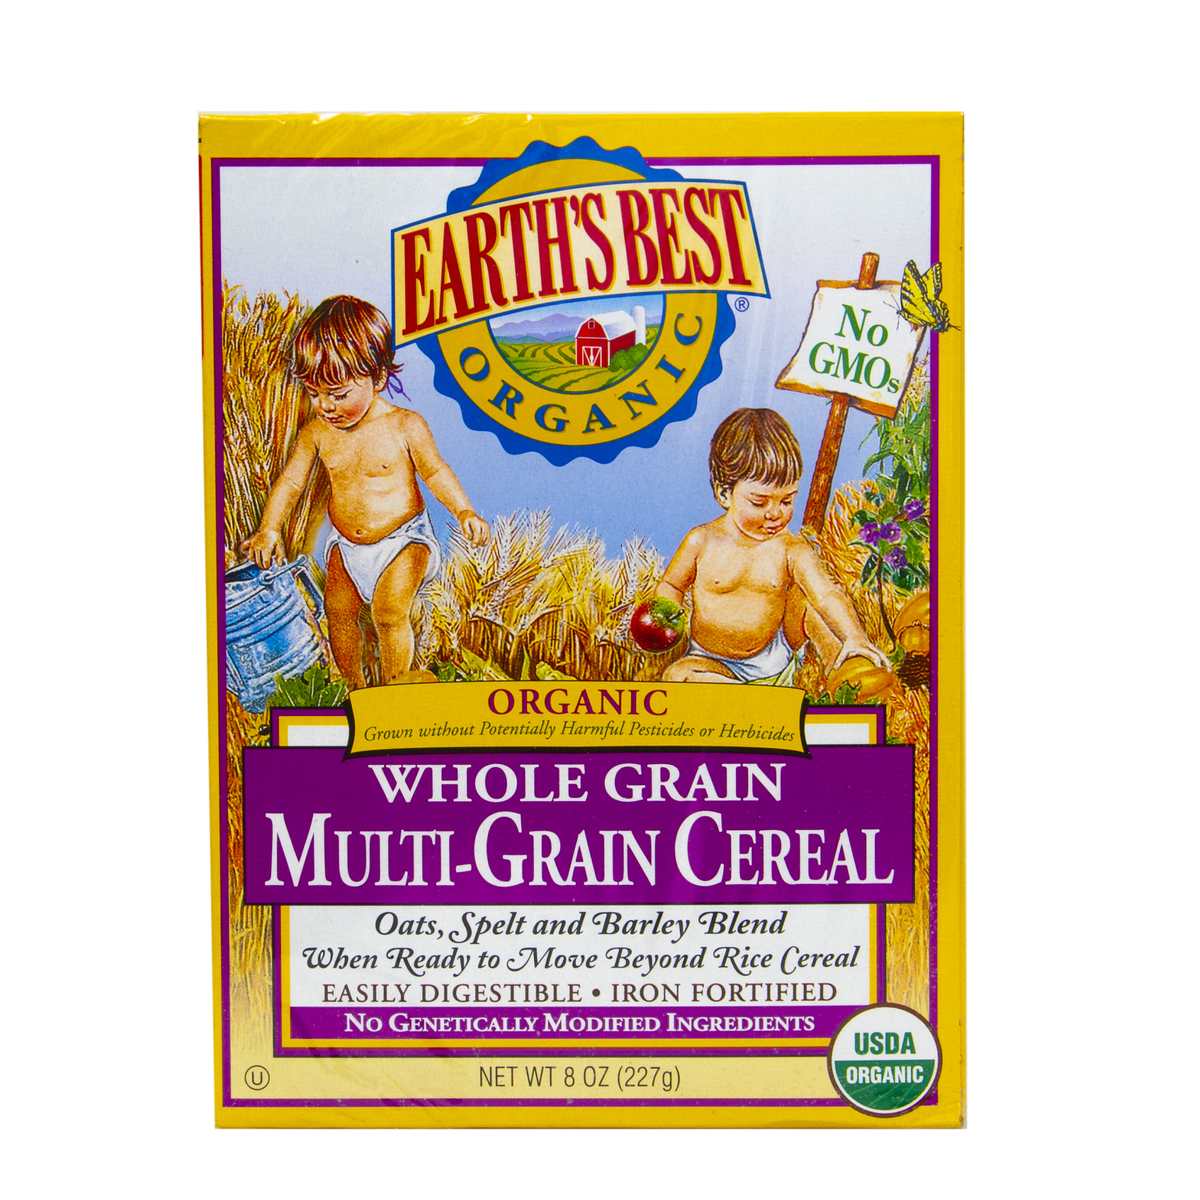 EARTH'S BEST
®
ORGANIC
No
GMOs
ORGANIC
Grown without Potentially Harmful Pesticides or Herbicides
WHOLE GRAIN
MULTI-GRAIN CEREAL
Oats, Spelt and Barley Blend
When Ready to Move Beyond Rice Cereal
EASILY DIGESTIBLE • IRON FORTIFIED
NO GENETICALLY MODIFIED INGREDIENTS
USDA
ORGANIC
U
NET WT 8 OZ (227g)